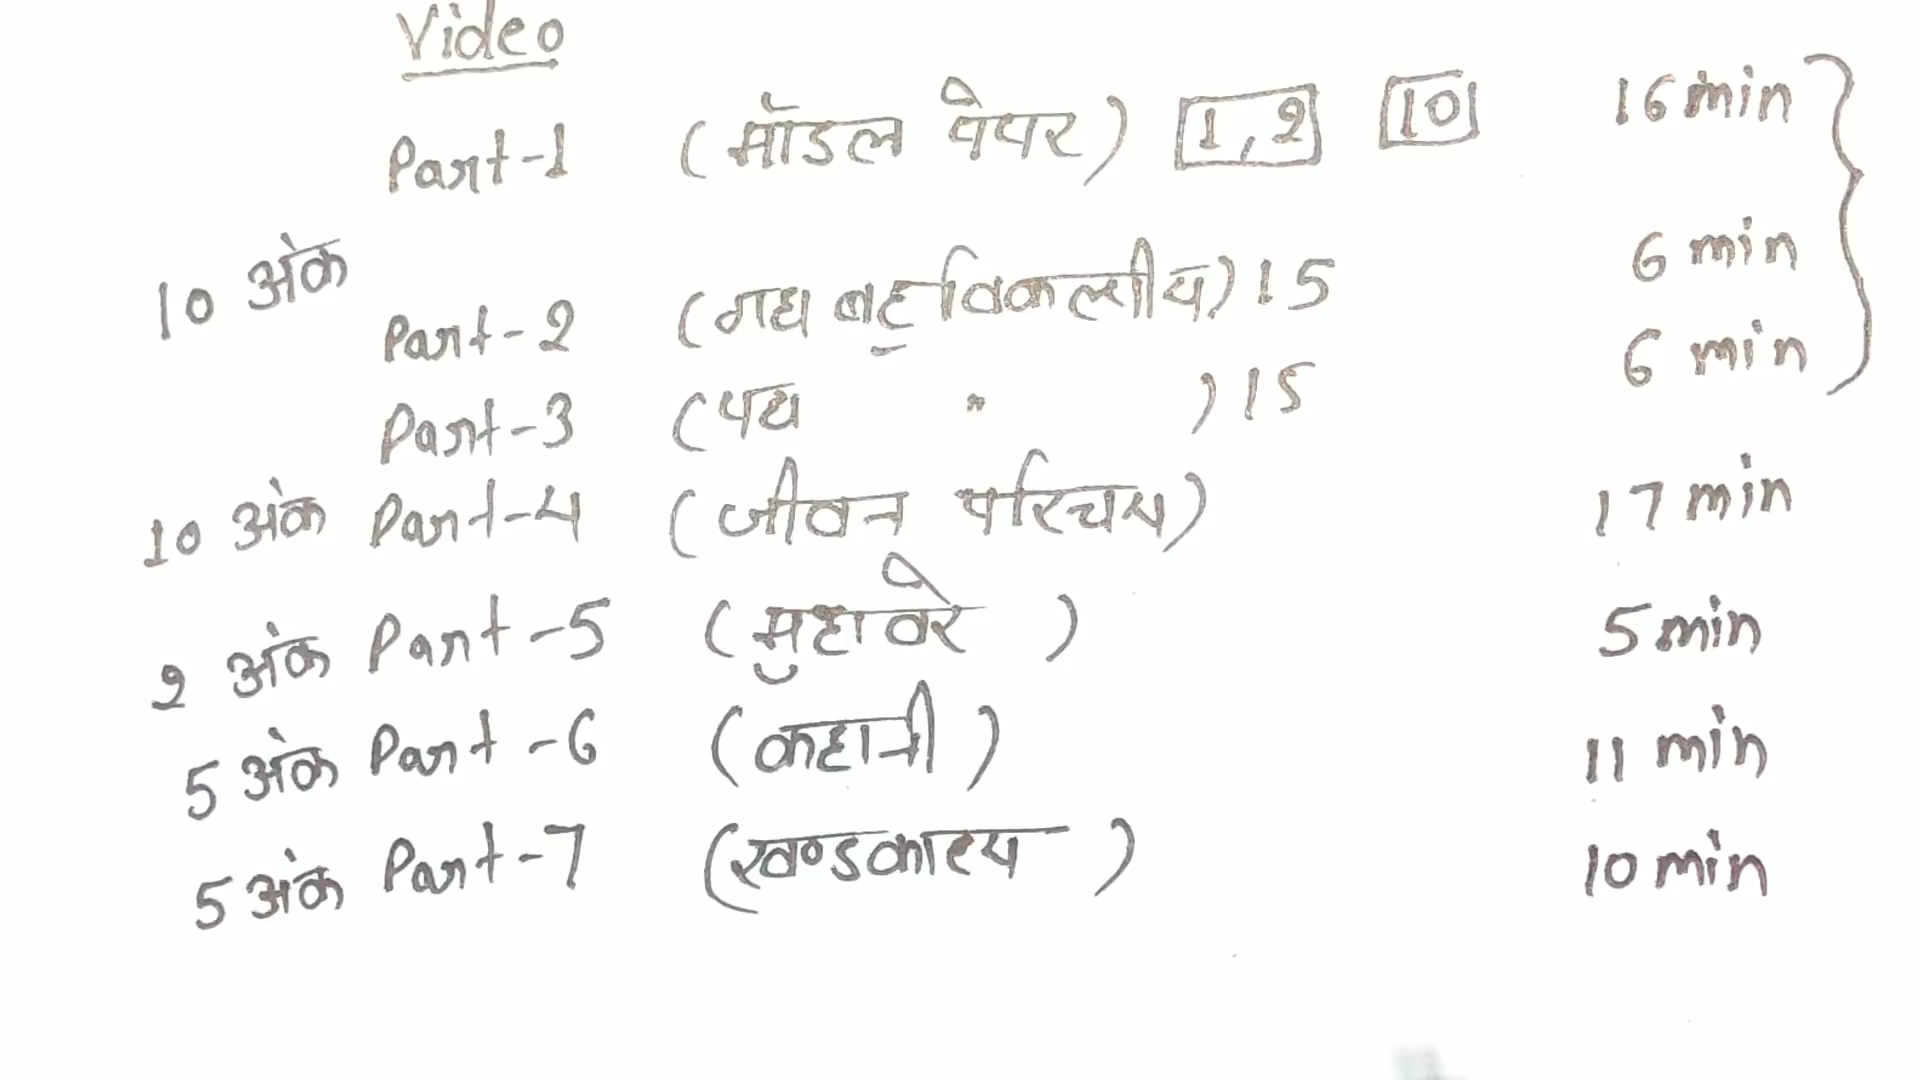 Video
Part-1 (मॉडल पेपर) 1,2 10 16 min
10 अंक
Part-2 (गद्य बहुविकल्पीय) 15 6 min
Part-3 (पद्य " ) 15 6 min
10 अंक Part-4 (जीवन परिचय) 17 min
2 अंक Part-5 (मुहावरे) 5 min
5 अंक Part-6 (कहानी) 11 min
5 अंक Part-7 (खण्डकाव्य) 10 min